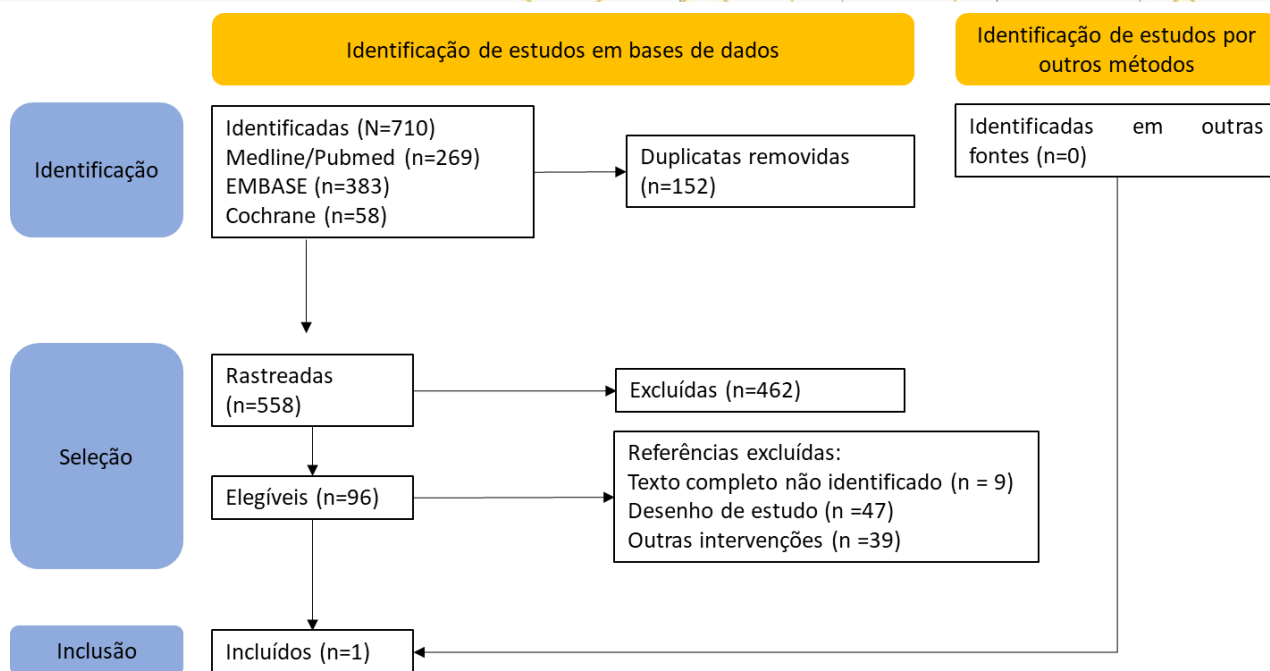 Identificação de estudos em bases de dados
Identificação de estudos por
outros métodos
Identificação
Identificadas (N=710)
Medline/Pubmed (n=269)
EMBASE (n=383)
Cochrane (n=58)
Duplicatas removidas
(n=152)
Identificadas em outras
fontes (n=0)
Seleção
Rastreadas
(n=558)
Excluídas (n=462)
Elegíveis (n=96)
Referências excluídas:
Texto completo não identificado (n = 9)
Desenho de estudo (n =47)
Outras intervenções (n =39)
Inclusão
Incluídos (n=1)